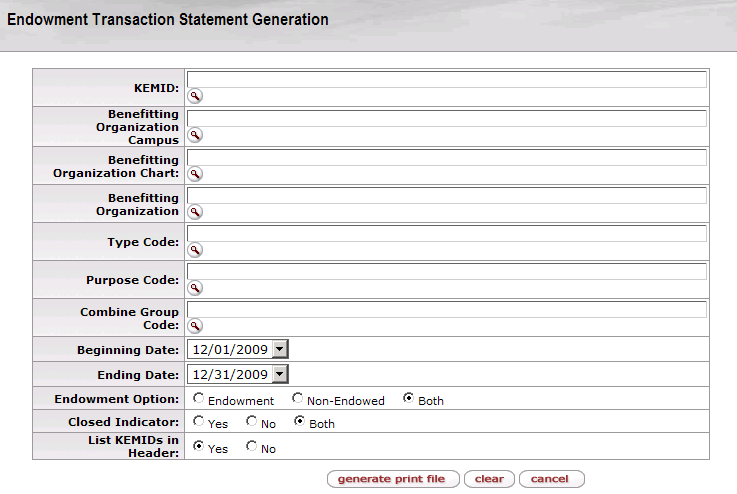 Endowment Transaction Statement Generation
KEMID:
Benefitting
Organization
Campus
Benefitting
Organization Chart:
Benefitting
Organization
Type Code:
Purpose Code:
Combine Group
Code:
Beginning Date: 12/01/2009
Ending Date: 12/31/2009
Endowment Option: Endowment Non-Endowed Both
Closed Indicator: Yes No Both
List KEMIDs in
Header: Yes No
generate print file clear cancel